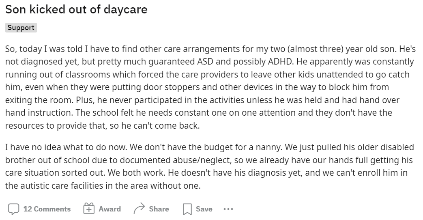 Son kicked out of daycare
Support
So, today I was told I have to find other care arrangements for my two (almost three) year old son. He's
not diagnosed yet, but pretty much guaranteed ASD and possibly ADHD. He apparently was constantly
running out of classrooms which forced the care providers to leave other kids unattended to go catch
him, even when they were putting door stoppers and other devices in the way to block him from
exiting the room. Plus, he never participated in the activities unless he was held and had hand over
hand instruction. The school felt he needs constant one on one attention and they don't have the
resources to provide that, so he can't come back.
I have no idea what to do now. We don't have the budget for a nanny. We just pulled his older disabled
brother out of school due to documented abuse/neglect, so we already have our hands full getting his
care situation sorted out. We both work. He doesn't have his diagnosis yet, and we can't enroll him in
the autistic care facilities in the area without one.
12 Comments Award Share Save ...